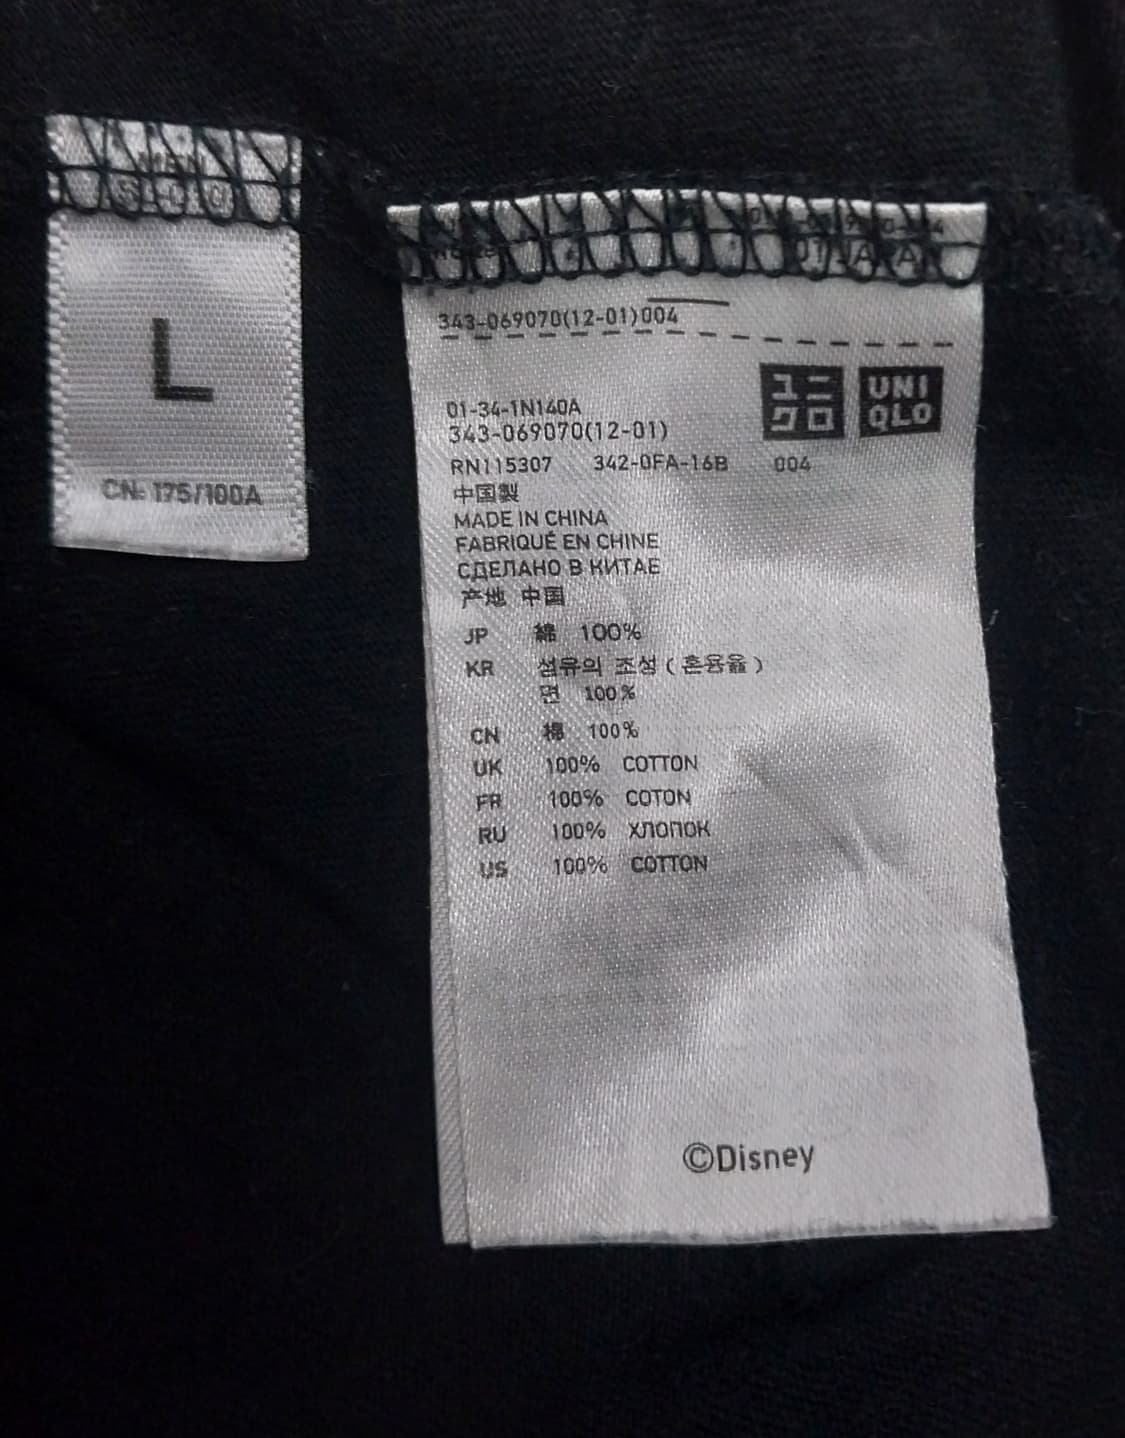 L
CN: 175/100A
343-069070(12-01)004
ユニ
クロ
UNI
QLO
01-34-1N140A
343-069070(12-01)
RN115307 342-0FA-16B 004
中国製
MADE IN CHINA
FABRIQUÉ EN CHINE
СДЕЛАНО В КИТАЕ
产地 中国
JP 綿 100%
KR 섬유의 조성 ( 혼용율 )
면 100%
CN 棉 100%
UK 100% COTTON
FR 100% COTON
RU 100% ХЛОПОК
US 100% COTTON
©Disney